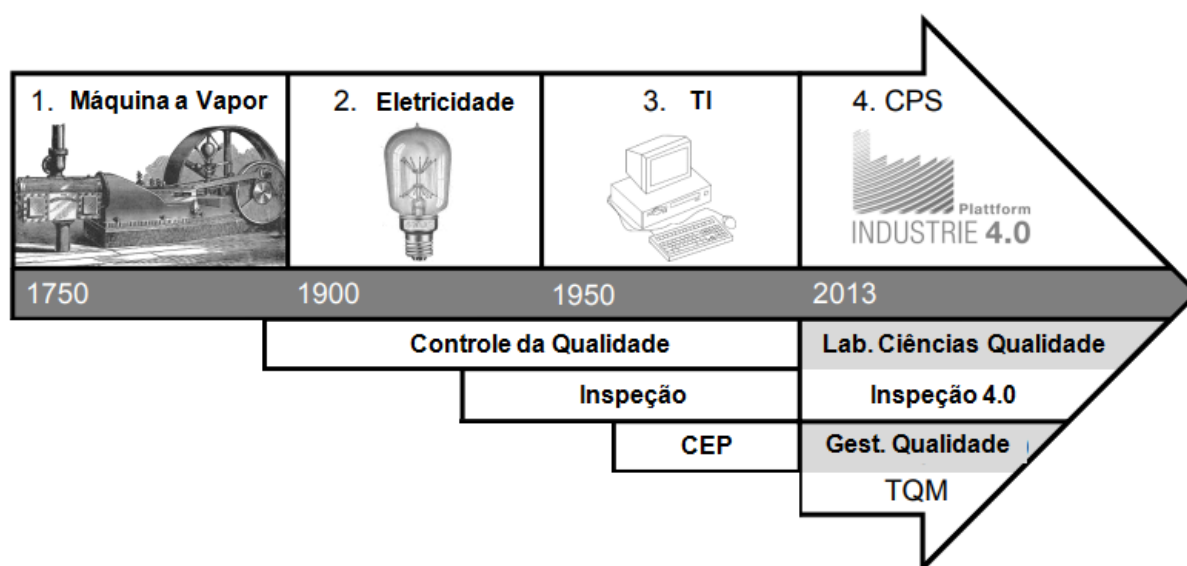 1. Máquina a Vapor
2. Eletricidade
3. TI
4. CPS
Plattform
INDUSTRIE 4.0
1750
1900
1950
2013
Controle da Qualidade
Lab. Ciências Qualidade
Inspeção
Inspeção 4.0
CEP
Gest. Qualidade
TQM